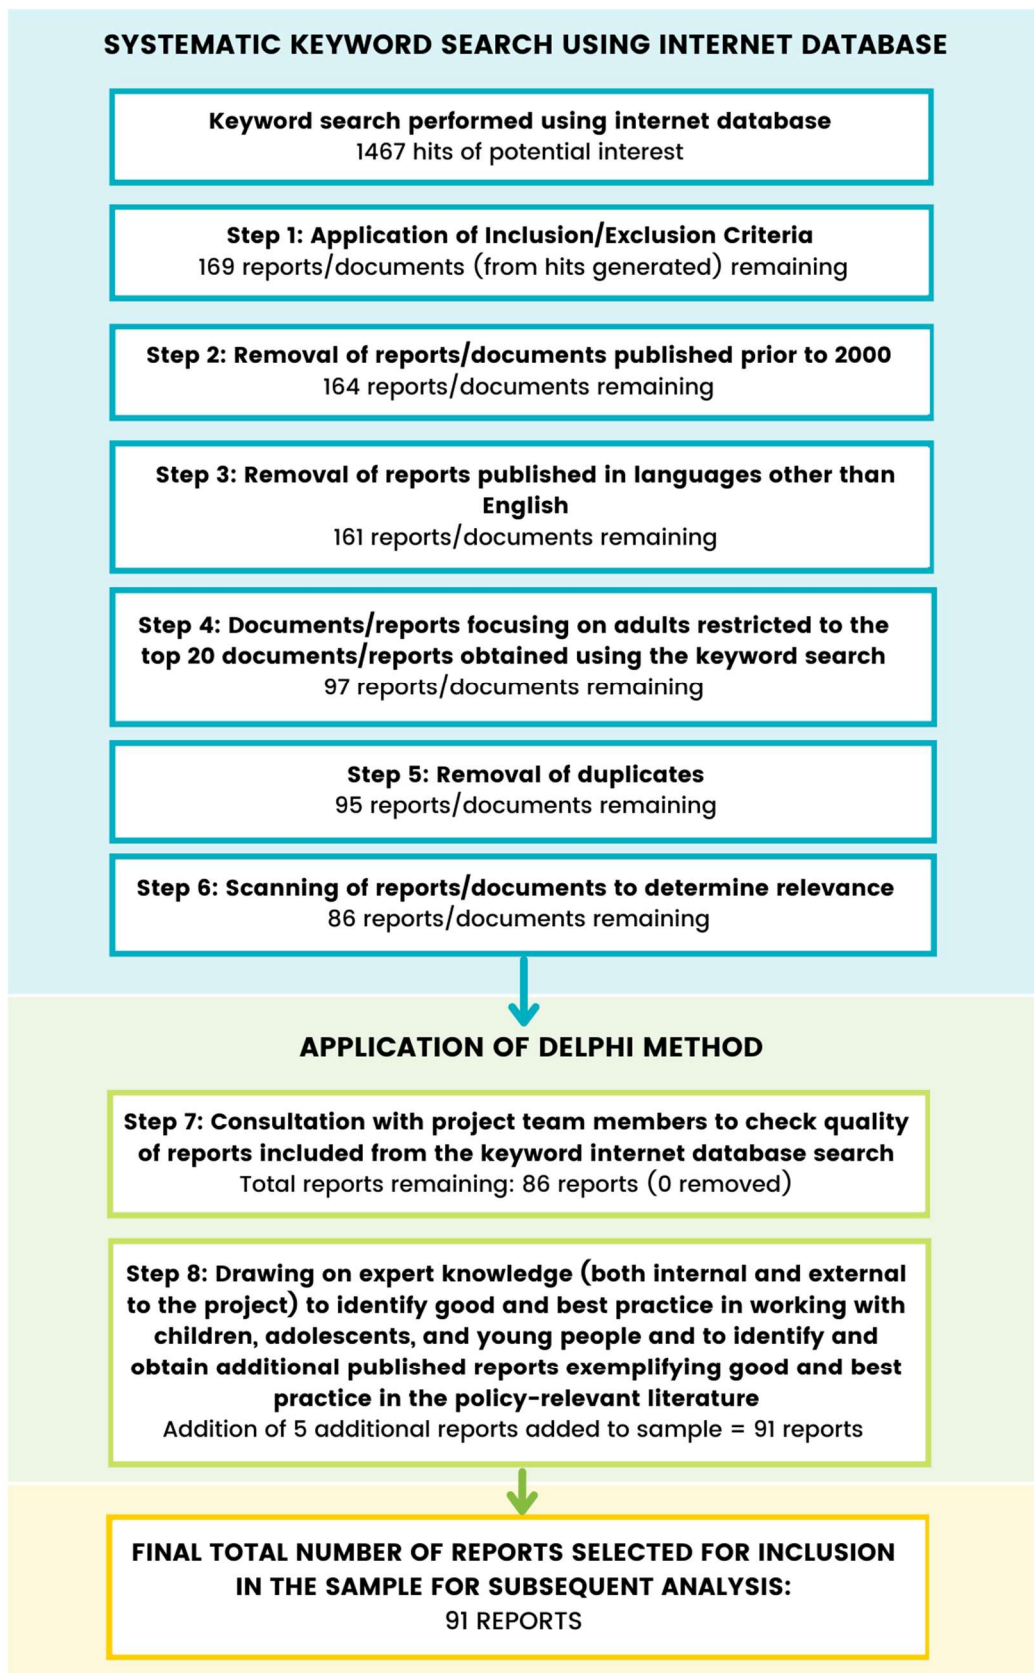 SYSTEMATIC KEYWORD SEARCH USING INTERNET DATABASE
Keyword search performed using internet database
1467 hits of potential interest
Step 1: Application of Inclusion/Exclusion Criteria
169 reports/documents (from hits generated) remaining
Step 2: Removal of reports/documents published prior to 2000
164 reports/documents remaining
Step 3: Removal of reports published in languages other than
English
161 reports/documents remaining
Step 4: Documents/reports focusing on adults restricted to the
top 20 documents/reports obtained using the keyword search
97 reports/documents remaining
Step 5: Removal of duplicates
95 reports/documents remaining
Step 6: Scanning of reports/documents to determine relevance
86 reports/documents remaining
APPLICATION OF DELPHI METHOD
Step 7: Consultation with project team members to check quality
of reports included from the keyword internet database search
Total reports remaining: 86 reports (0 removed)
Step 8: Drawing on expert knowledge (both internal and external
to the project) to identify good and best practice in working with
children, adolescents, and young people and to identify and
obtain additional published reports exemplifying good and best
practice in the policy-relevant literature
Addition of 5 additional reports added to sample = 91 reports
FINAL TOTAL NUMBER OF REPORTS SELECTED FOR INCLUSION
IN THE SAMPLE FOR SUBSEQUENT ANALYSIS:
91 REPORTS